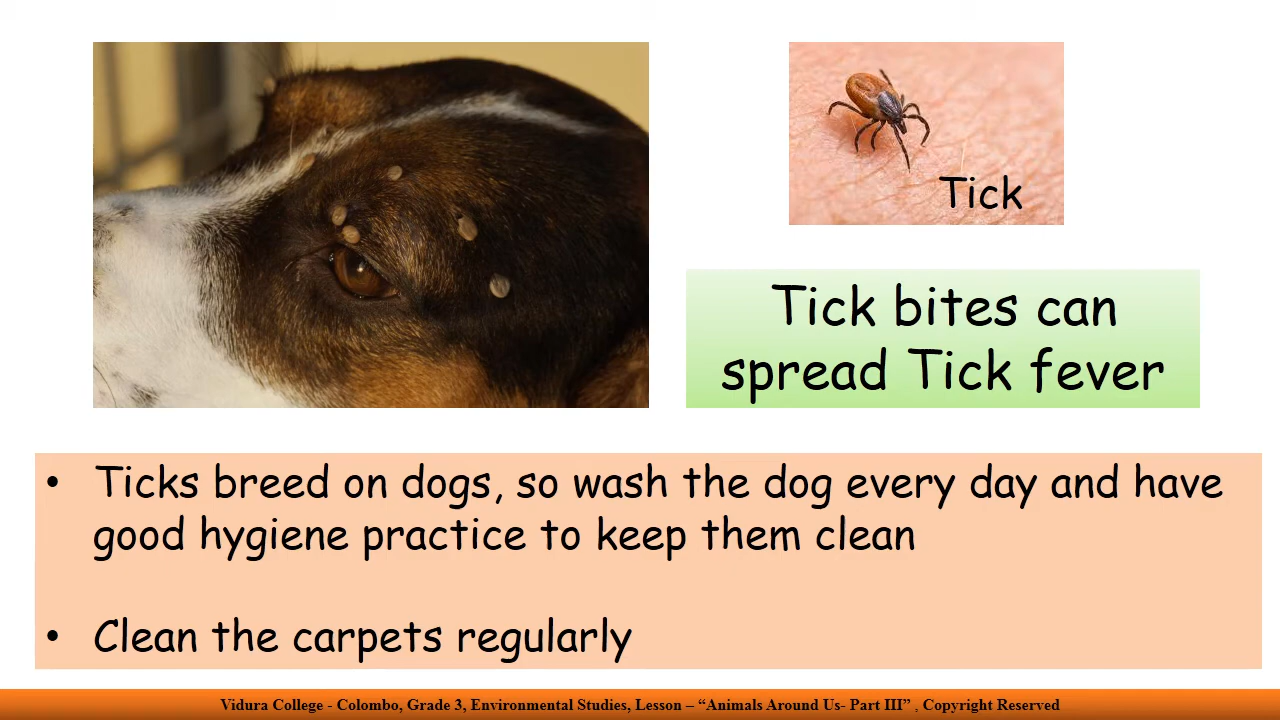 Tick
Tick bites can
spread Tick fever
• Ticks breed on dogs, so wash the dog every day and have
good hygiene practice to keep them clean
• Clean the carpets regularly
Vidura College - Colombo, Grade 3, Environmental Studies, Lesson – “Animals Around Us- Part III” , Copyright Reserved